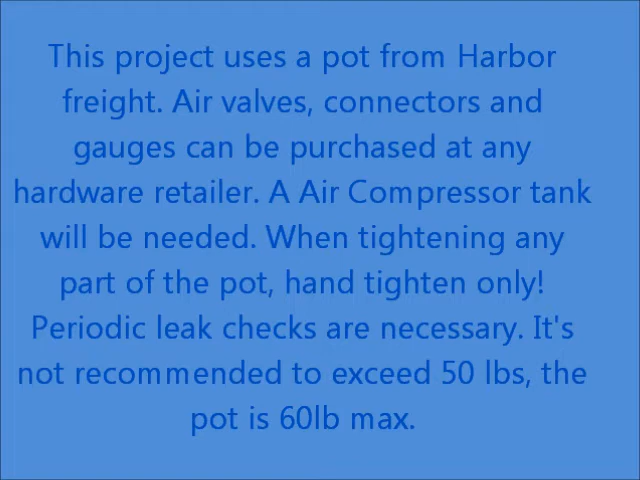 This project uses a pot from Harbor
freight. Air valves, connectors and
gauges can be purchased at any
hardware retailer. A Air Compressor tank
will be needed. When tightening any
part of the pot, hand tighten only!
Periodic leak checks are necessary. It's
not recommended to exceed 50 lbs, the
pot is 60lb max.